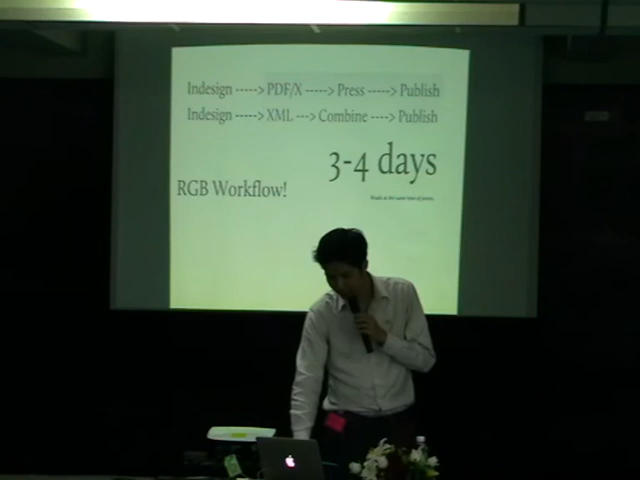 Indesign -----> PDF/X -----> Press -----> Publish
Indesign -----> XML ---> Combine ----> Publish
3-4 days
RGB Workflow!